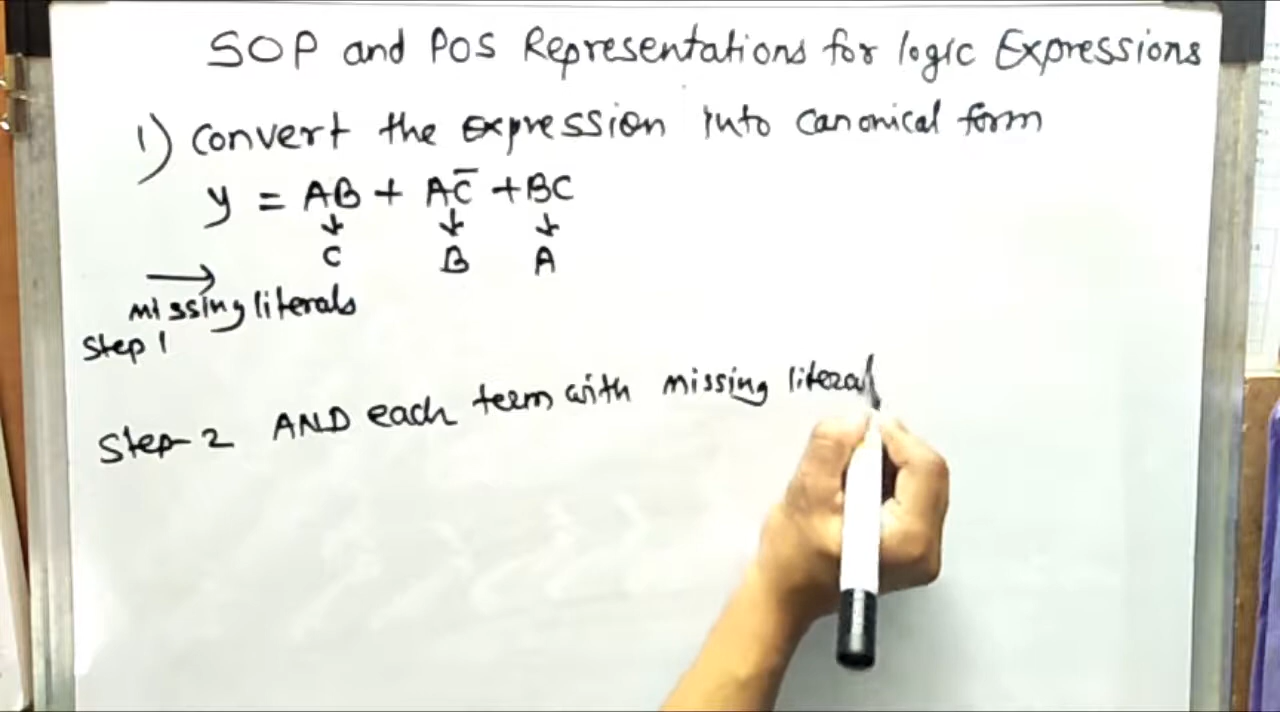 SOP and POS Representations for logic Expressions
1) Convert the expression into canonical form
y = AB + AC̅ + BC
↓ ↓ ↓
C B A
→
missing literals
Step 1
Step-2 AND each term with missing literal